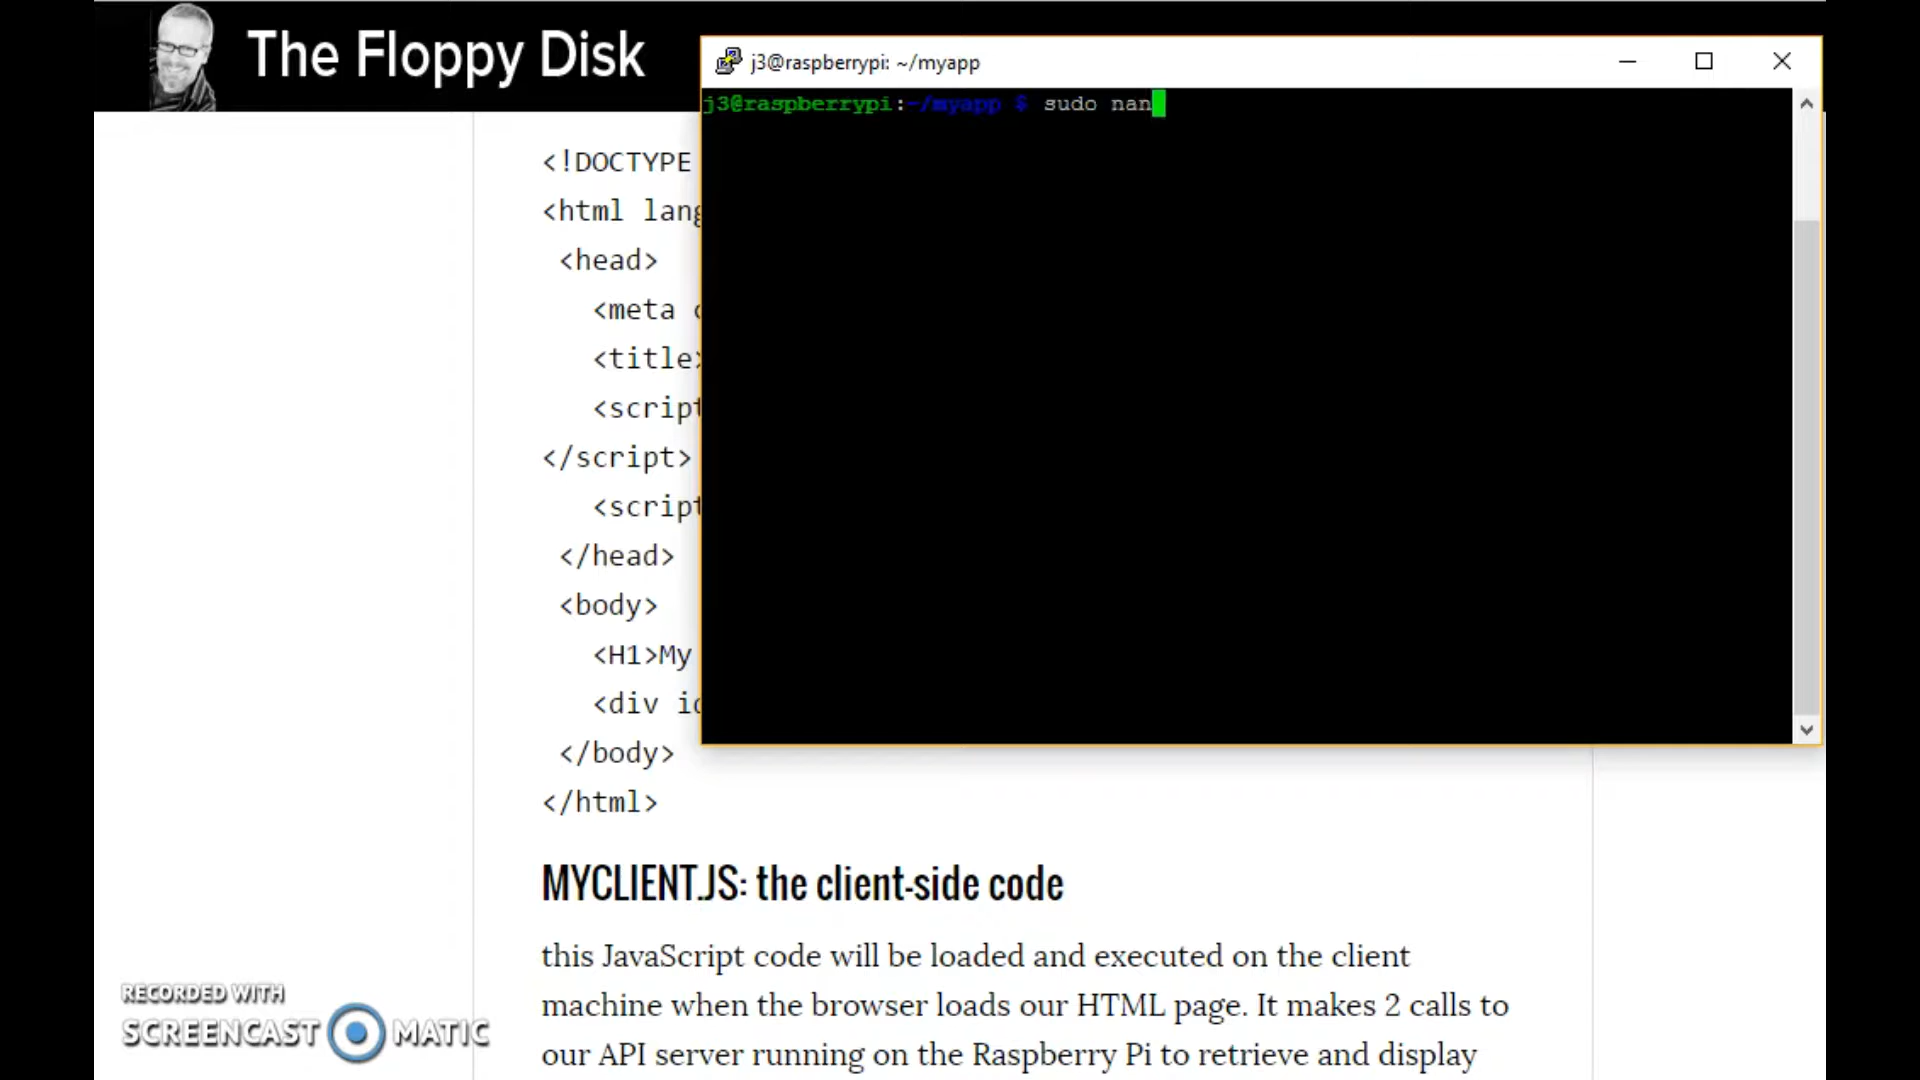 The Floppy Disk
j3@raspberrypi: ~/myapp
j3@raspberrypi:~/myapp $ sudo nan
<!DOCTYPE
<html lang
<head>
<meta
<title>
<script
</script>
<script
</head>
<body>
<H1>My
<div id
</body>
</html>
MYCLIENT.JS: the client-side code
this JavaScript code will be loaded and executed on the client
machine when the browser loads our HTML page. It makes 2 calls to
our API server running on the Raspberry Pi to retrieve and display
RECORDED WITH
SCREENCAST MATIC